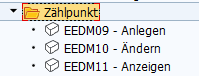 Zählpunkt
EEDM09 - Anlegen
EEDM10 - Ändern
EEDM11 - Anzeigen